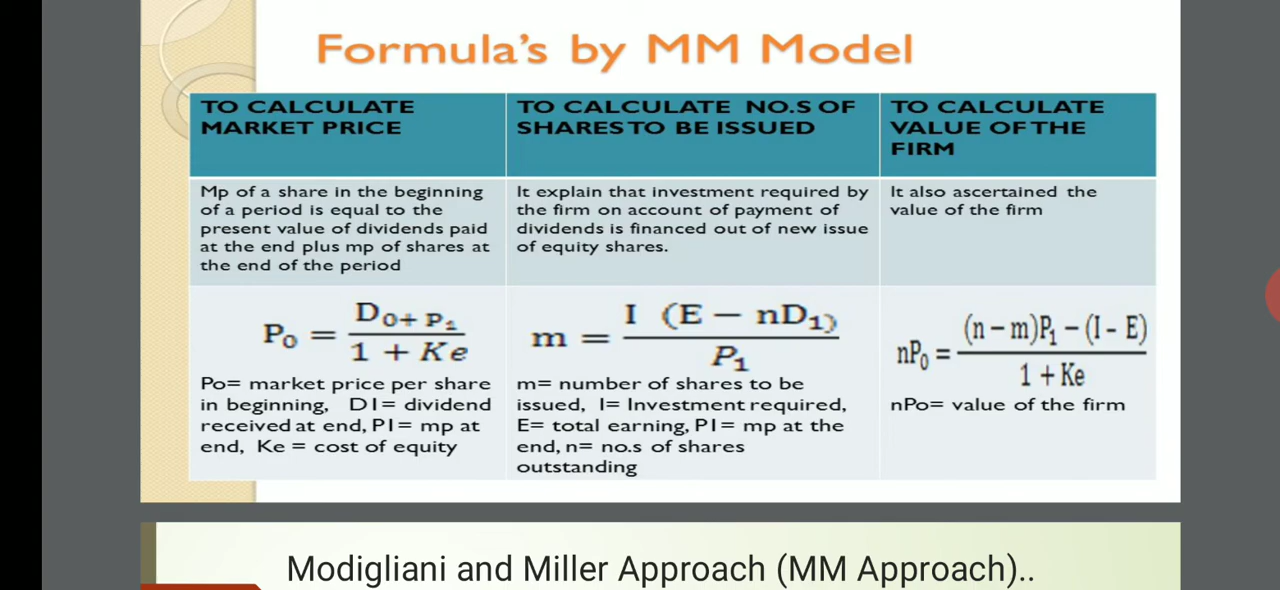 Formula's by MM Model
TO CALCULATE
MARKET PRICE
TO CALCULATE NO.S OF
SHARES TO BE ISSUED
TO CALCULATE
VALUE OF THE
FIRM
Mp of a share in the beginning
of a period is equal to the
present value of dividends paid
at the end plus mp of shares at
the end of the period
It explain that investment required by
the firm on account of payment of
dividends is financed out of new issue
of equity shares.
It also ascertained the
value of the firm
P₀ = D₀₊ P₁ / 1 + Ke
Po= market price per share
in beginning, D1= dividend
received at end, P1= mp at
end, Ke = cost of equity
m = I (E − nD₁) / P₁
m= number of shares to be
issued, I= Investment required,
E= total earning, P1= mp at the
end, n= no.s of shares
outstanding
nP₀ = (n − m)P₁ − (I - E) / 1 + Ke
nPo= value of the firm
Modigliani and Miller Approach (MM Approach)..